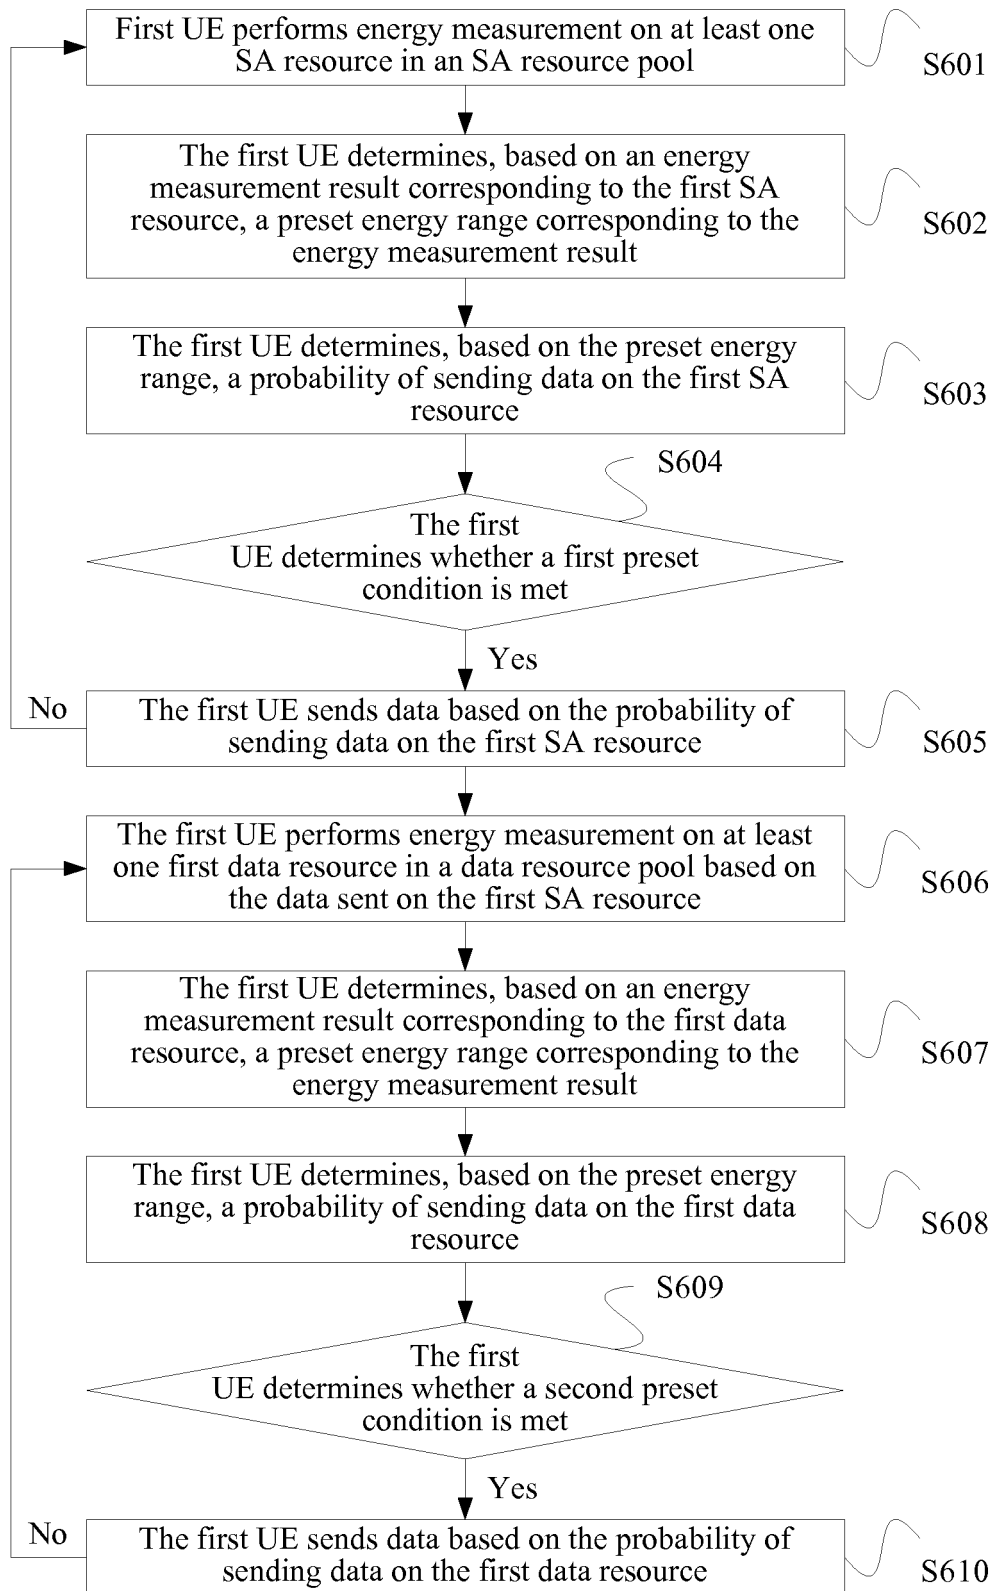 First UE performs energy measurement on at least one
SA resource in an SA resource pool
S601
The first UE determines, based on an energy
measurement result corresponding to the first SA
resource, a preset energy range corresponding to the
energy measurement result
S602
The first UE determines, based on the preset energy
range, a probability of sending data on the first SA
resource
S603
S604
The first
UE determines whether a first preset
condition is met
Yes
No
The first UE sends data based on the probability of
sending data on the first SA resource
S605
The first UE performs energy measurement on at least
one first data resource in a data resource pool based on
the data sent on the first SA resource
S606
The first UE determines, based on an energy
measurement result corresponding to the first data
resource, a preset energy range corresponding to the
energy measurement result
S607
The first UE determines, based on the preset energy
range, a probability of sending data on the first data
resource
S608
S609
The first
UE determines whether a second preset
condition is met
Yes
No
The first UE sends data based on the probability of
sending data on the first data resource
S610